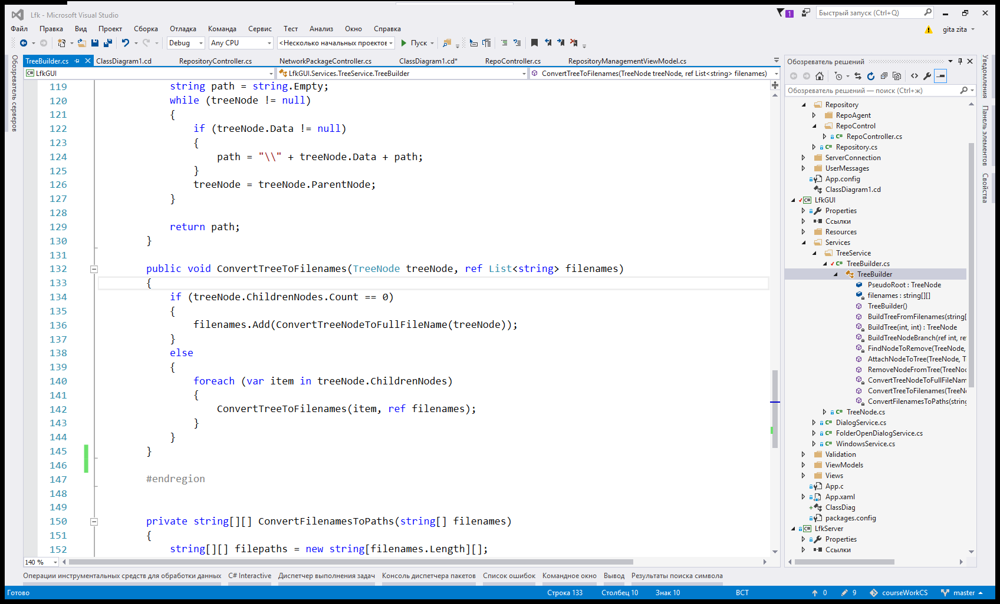 Lfk - Microsoft Visual Studio
1
Быстрый запуск (Ctrl+Q)
Файл Правка Вид Проект Сборка Отладка Команда Сервис Тест Анализ Окно Справка
gita zita
Debug Any CPU <Несколько начальных проектов Пуск
TreeBuilder.cs ClassDiagram1.cd RepositoryController.cs NetworkPackageController.cs ClassDiagram1.cd* RepoController.cs RepositoryManagementViewModel.cs
LfkGUI LfkGUI.Services.TreeService.TreeBuilder ConvertTreeToFilenames(TreeNode treeNode, ref List<string> filenames)
Обозреватель серверов
119 string path = string.Empty;
120 while (treeNode != null)
121 {
122 if (treeNode.Data != null)
123 {
124 path = "\\" + treeNode.Data + path;
125 }
126 treeNode = treeNode.ParentNode;
127 }
128
129 return path;
130 }
131
132 public void ConvertTreeToFilenames(TreeNode treeNode, ref List<string> filenames)
133 {
134 if (treeNode.ChildrenNodes.Count == 0)
135 {
136 filenames.Add(ConvertTreeNodeToFullFileName(treeNode));
137 }
138 else
139 {
140 foreach (var item in treeNode.ChildrenNodes)
141 {
142 ConvertTreeToFilenames(item, ref filenames);
143 }
144 }
145 }
146
147 #endregion
148
149
150 private string[][] ConvertFilenamesToPaths(string[] filenames)
151 {
152 string[][] filepaths = new string[filenames.Length][];
140 %
Обозреватель решений
Обозреватель решений — поиск (Ctrl+ж)
Repository
RepoAgent
RepoControl
C# RepoController.cs
C# Repository.cs
ServerConnection
UserMessages
App.config
ClassDiagram1.cd
C# LfkGUI
Properties
Ссылки
Resources
Services
TreeService
C# TreeBuilder.cs
TreeBuilder
PseudoRoot : TreeNode
filenames : string[][]
TreeBuilder()
BuildTreeFromFilenames(string[
BuildTree(int, int) : TreeNode
BuildTreeNodeBranch(ref int, re
FindNodeToRemove(TreeNode,
AttachNodeToTree(TreeNode, T
RemoveNodeFromTree(TreeNod
ConvertTreeNodeToFullFileNam
ConvertTreeToFilenames(TreeN
ConvertFilenamesToPaths(string
C# TreeNode.cs
C# DialogService.cs
C# FolderOpenDialogService.cs
C# WindowsService.cs
Validation
ViewModels
Views
App.c
App.xaml
ClassDiag
packages.config
C# LfkServer
Properties
Ссылки
Уведомления
Панель элементов
Свойства
Операции инструментальных средств для обработки данных C# Interactive Диспетчер выполнения задач Консоль диспетчера пакетов Список ошибок Командное окно Вывод Результаты поиска символа
Готово Строка 133 Столбец 10 Знак 10 ВСТ 0 9 courseWorkCS master